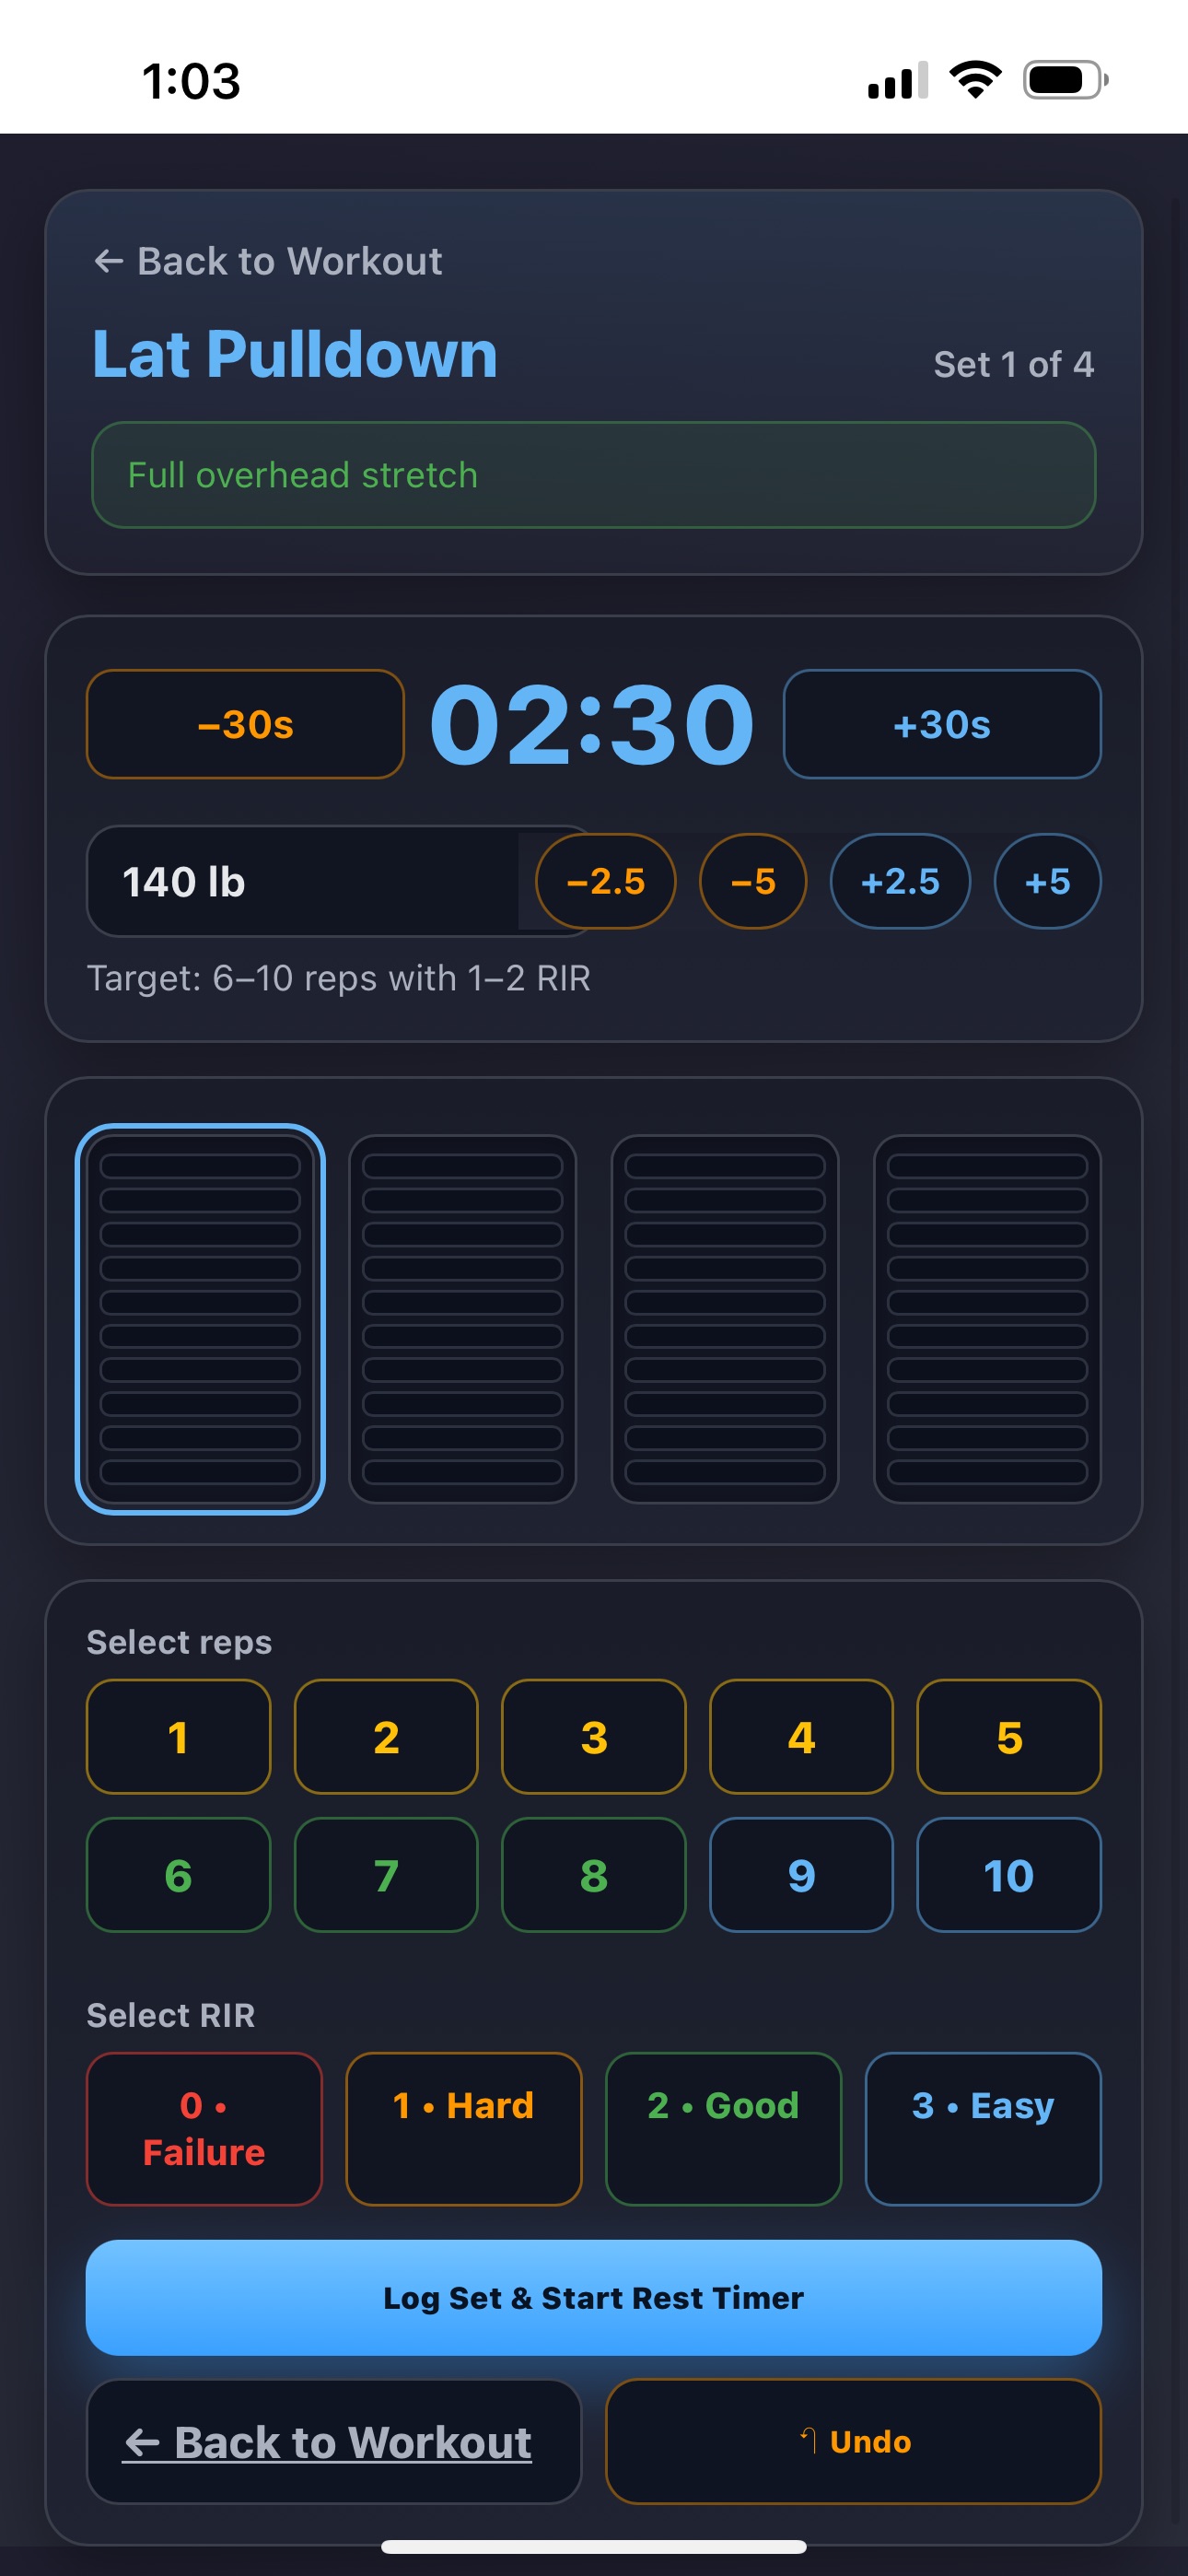 1:03
← Back to Workout
Lat Pulldown
Set 1 of 4
Full overhead stretch
–30s
02:30
+30s
140 lb
–2.5
–5
+2.5
+5
Target: 6–10 reps with 1–2 RIR
Select reps
1
2
3
4
5
6
7
8
9
10
Select RIR
0 •
Failure
1 • Hard
2 • Good
3 • Easy
Log Set & Start Rest Timer
← Back to Workout
Undo